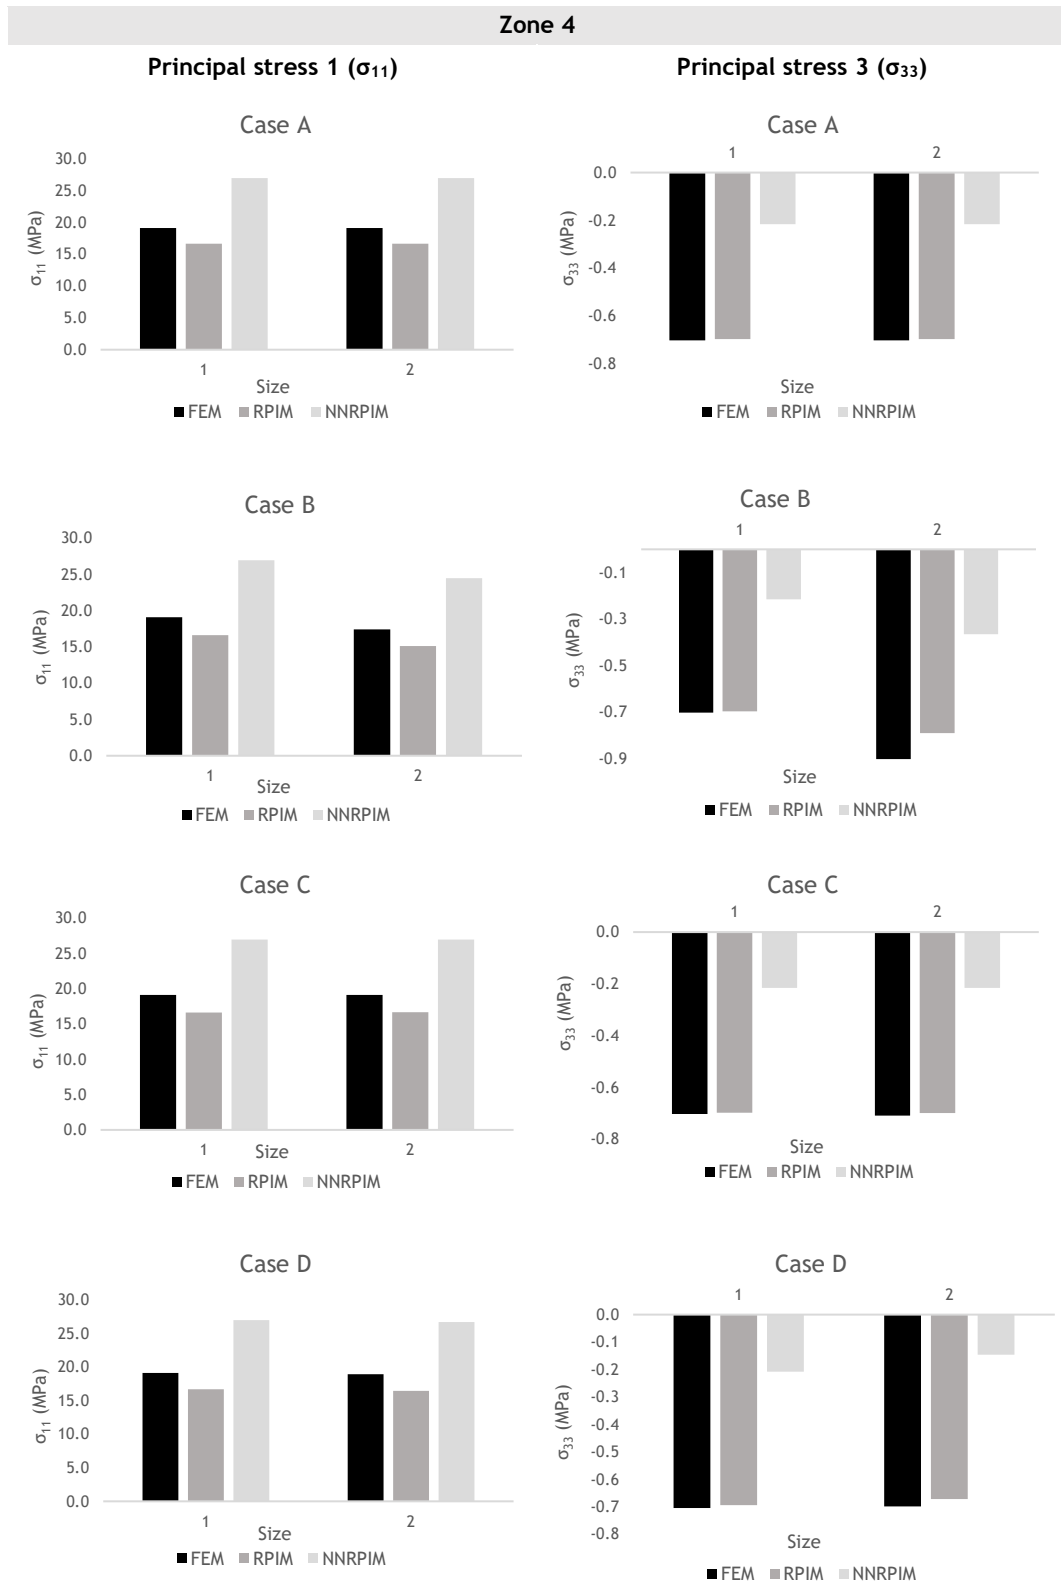 Zone 4
Principal stress 1 (σ₁₁)
Principal stress 3 (σ₃₃)
Case A
30.0
25.0
20.0
15.0
10.0
5.0
0.0
σ₁₁ (MPa)
1
2
Size
FEM RPIM NNRPIM
Case A
1
2
0.0
-0.2
-0.4
-0.6
-0.8
σ₃₃ (MPa)
Size
FEM RPIM NNRPIM
Case B
30.0
25.0
20.0
15.0
10.0
5.0
0.0
σ₁₁ (MPa)
1
2
Size
FEM RPIM NNRPIM
Case B
1
2
-0.1
-0.3
-0.5
-0.7
-0.9
σ₃₃ (MPa)
Size
FEM RPIM NNRPIM
Case C
30.0
25.0
20.0
15.0
10.0
5.0
0.0
σ₁₁ (MPa)
1
2
Size
FEM RPIM NNRPIM
Case C
1
2
0.0
-0.2
-0.4
-0.6
-0.8
σ₃₃ (MPa)
Size
FEM RPIM NNRPIM
Case D
30.0
25.0
20.0
15.0
10.0
5.0
0.0
σ₁₁ (MPa)
1
2
Size
FEM RPIM NNRPIM
Case D
1
2
0.0
-0.1
-0.2
-0.3
-0.4
-0.5
-0.6
-0.7
-0.8
σ₃₃ (MPa)
Size
FEM RPIM NNRPIM